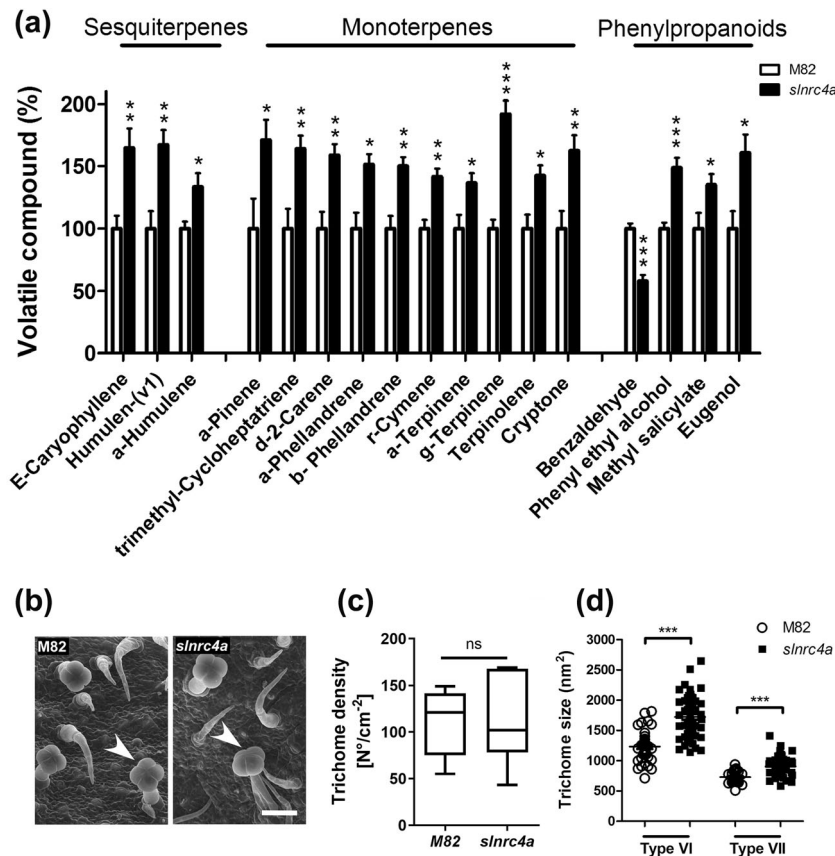 (a)
Sesquiterpenes Monoterpenes Phenylpropanoids
M82
slnrc4a
Volatile compound (%)
200
150
100
50
0
** ** * * ** ** * ** ** * *** * ** *** *** * *
E-Caryophyllene
Humulen-(v1)
a-Humulene
a-Pinene
trimethyl-Cycloheptatriene
d-2-Carene
a-Phellandrene
b- Phellandrene
r-Cymene
a-Terpinene
g-Terpinene
Terpinolene
Cryptone
Benzaldehyde
Phenyl ethyl alcohol
Methyl salicylate
Eugenol
(b)
M82
slnrc4a
(c)
Trichome density
[N°/cm-2]
200
150
100
50
0
ns
M82 slnrc4a
(d)
M82
slnrc4a
Trichome size (nm2)
3000
2500
2000
1500
1000
500
0
***
***
Type VI Type VII